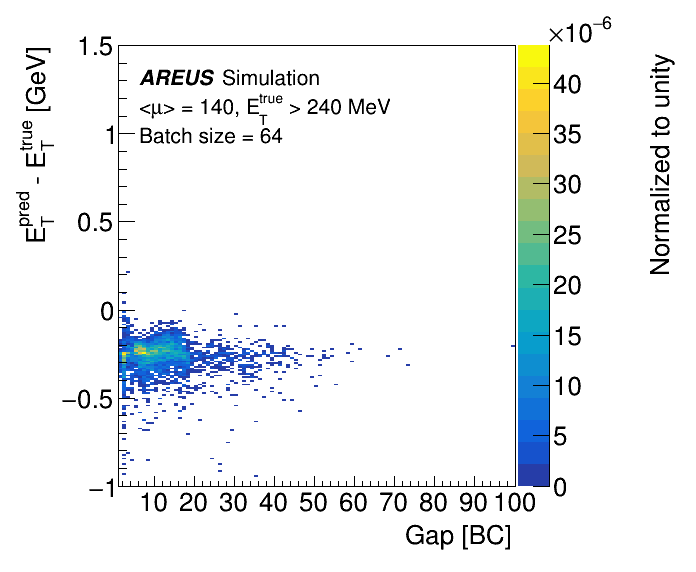 ×10⁻⁶
AREUS Simulation
<μ> = 140, E_T^true > 240 MeV
Batch size = 64
E_T^pred - E_T^true [GeV]
1.5
1
0.5
0
−0.5
−1
10 20 30 40 50 60 70 80 90 100
Gap [BC]
40
35
30
25
20
15
10
5
0
Normalized to unity